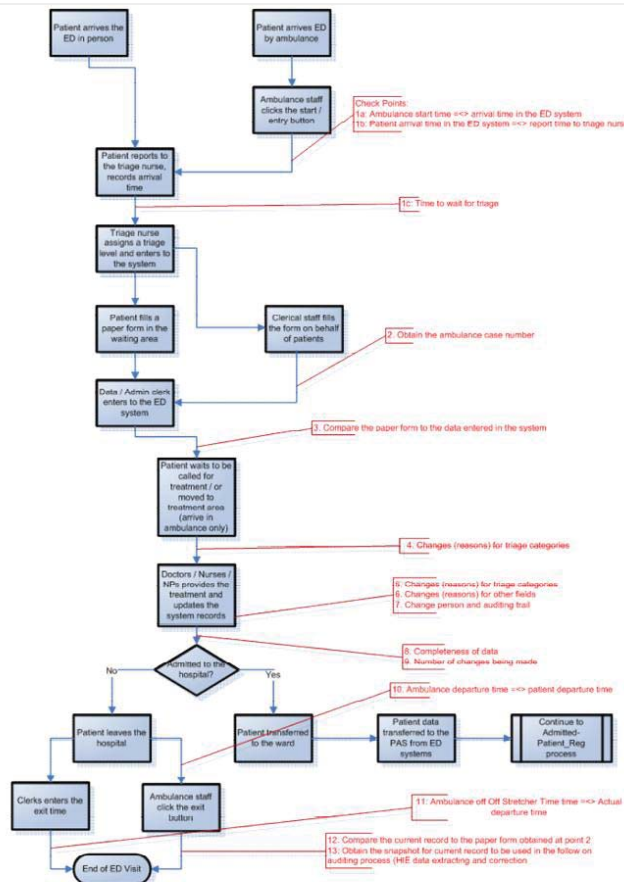 Patient arrives the
ED in person
Patient arrives ED
by ambulance
Ambulance staff
clicks the start /
entry button
Check Points:
1a: Ambulance start time =<> arrival time in the ED system
1b: Patient arrival time in the ED system =<> report time to triage nurse
Patient reports to
the triage nurse,
records arrival
time
1c: Time to wait for triage
Triage nurse
assigns a triage
level and enters to
the system
Patient fills a
paper form in the
waiting area
Clerical staff fills
the form on behalf
of patients
2. Obtain the ambulance case number
Data / Admin clerk
enters to the ED
system
3. Compare the paper form to the data entered in the system
Patient waits to be
called for
treatment / or
moved to
treatment area
(arrive in
ambulance only)
4. Changes (reasons) for triage categories
Doctors / Nurses /
NPs provides the
treatment and
updates the
system records
5. Changes (reasons) for triage categories
6. Changes (reasons) for other fields
7. Change person and auditing trail
8. Completeness of data
9. Number of changes being made
Admitted to the
hospital?
No
Yes
10. Ambulance departure time =<> patient departure time
Patient leaves the
hospital
Patient transferred
to the ward
Patient data
transferred to the
PAS from ED
systems
Continue to
Admitted-
Patient_Reg
process
Clerks enters the
exit time
Ambulance staff
click the exit
button
11: Ambulance off Off Stretcher Time time =<> Actual
departure time
12. Compare the current record to the paper form obtained at point 2
13: Obtain the snapshot for current record to be used in the follow on
auditing process (HIE data extracting and correction
End of ED Visit